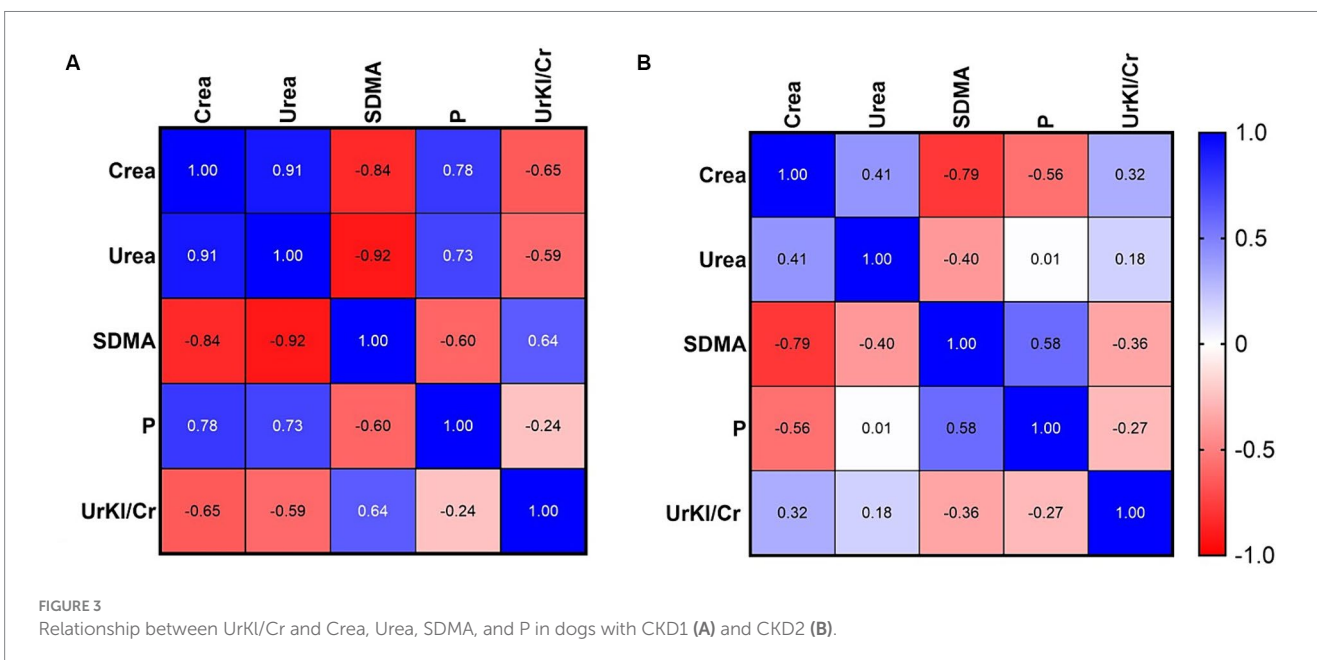 A
Crea Urea SDMA P UrKl/Cr
Crea 1.00 0.91 -0.84 0.78 -0.65
Urea 0.91 1.00 -0.92 0.73 -0.59
SDMA -0.84 -0.92 1.00 -0.60 0.64
P 0.78 0.73 -0.60 1.00 -0.24
UrKl/Cr -0.65 -0.59 0.64 -0.24 1.00
B
Crea Urea SDMA P UrKl/Cr
Crea 1.00 0.41 -0.79 -0.56 0.32
Urea 0.41 1.00 -0.40 0.01 0.18
SDMA -0.79 -0.40 1.00 0.58 -0.36
P -0.56 0.01 0.58 1.00 -0.27
UrKl/Cr 0.32 0.18 -0.36 -0.27 1.00
1.0
0.5
0
-0.5
-1.0
FIGURE 3
Relationship between UrKl/Cr and Crea, Urea, SDMA, and P in dogs with CKD1 (A) and CKD2 (B).